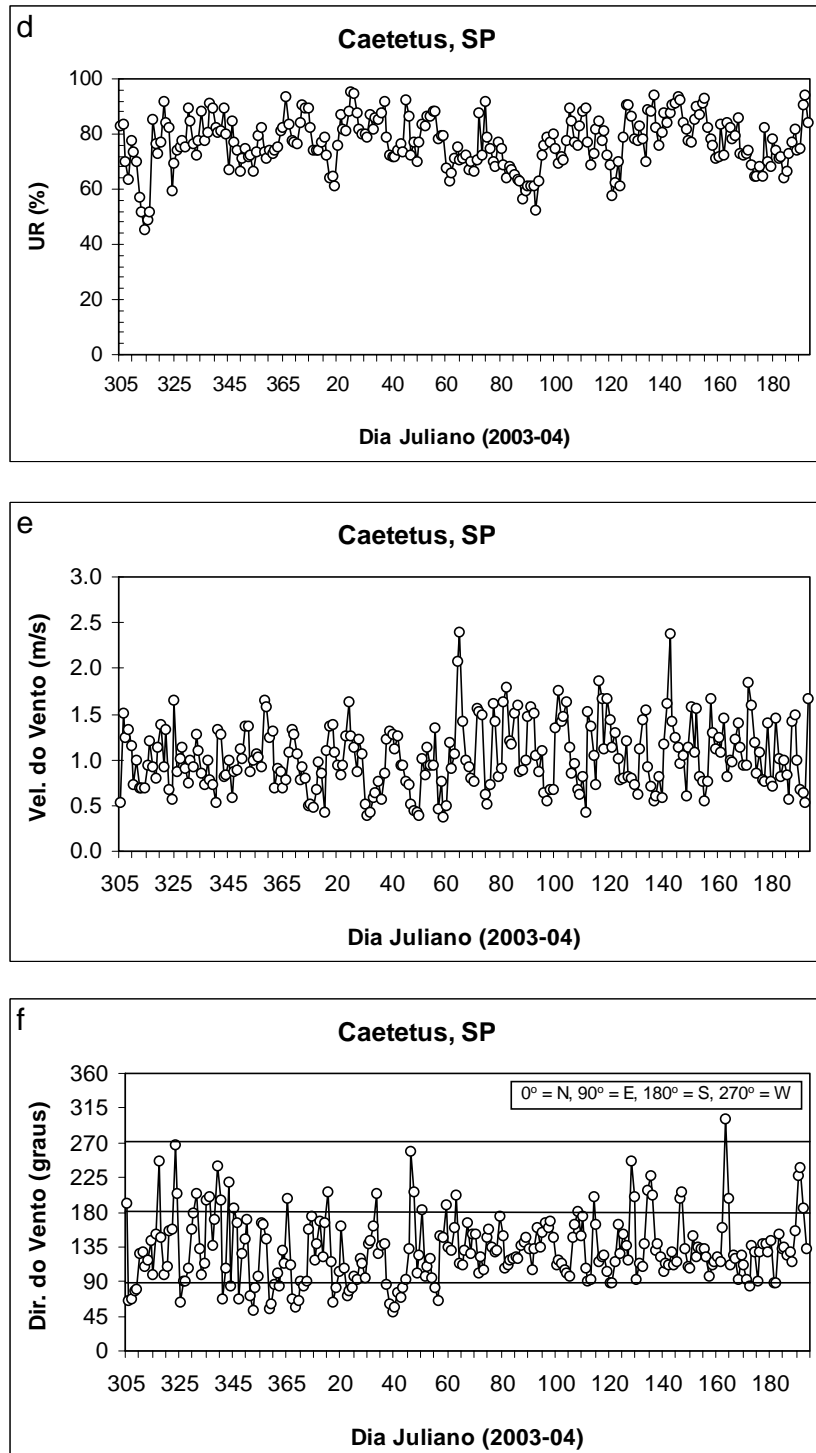 d
Caetetus, SP
100
80
60
40
20
0
UR (%)
305 325 345 365 20 40 60 80 100 120 140 160 180
Dia Juliano (2003-04)
e
Caetetus, SP
3.0
2.5
2.0
1.5
1.0
0.5
0.0
Vel. do Vento (m/s)
305 325 345 365 20 40 60 80 100 120 140 160 180
Dia Juliano (2003-04)
f
Caetetus, SP
0º = N, 90º = E, 180º = S, 270º = W
360
315
270
225
180
135
90
45
0
Dir. do Vento (graus)
305 325 345 365 20 40 60 80 100 120 140 160 180
Dia Juliano (2003-04)